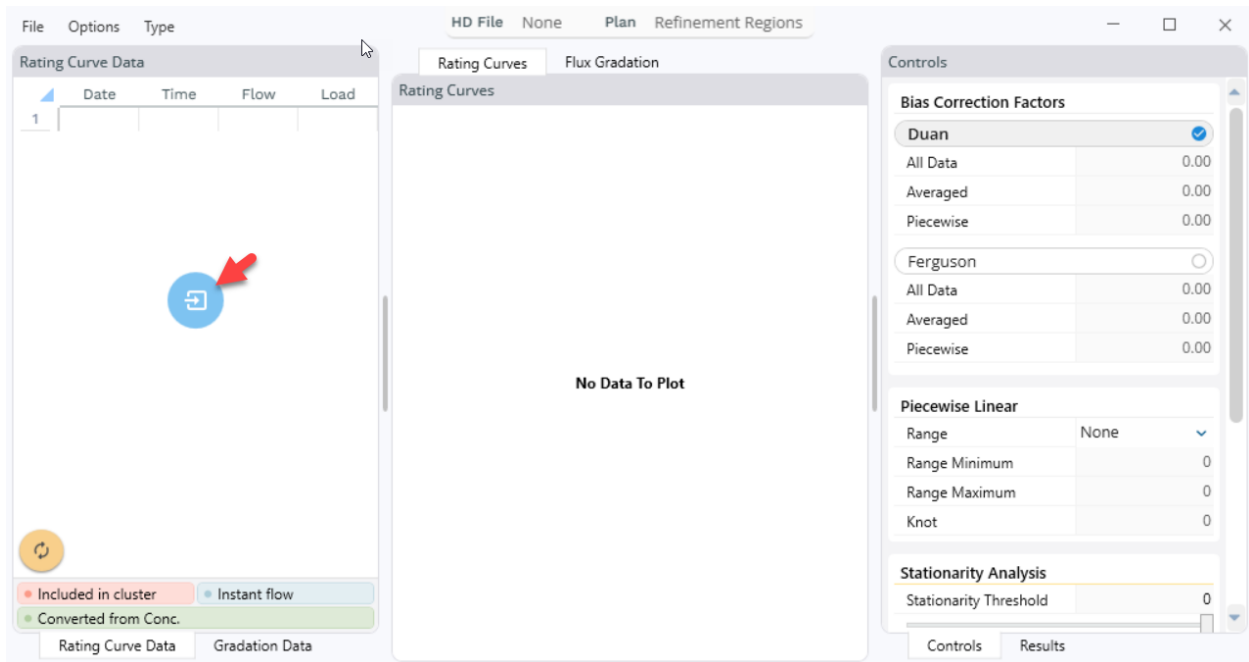 File Options Type
HD File None Plan Refinement Regions
Rating Curve Data
Date Time Flow Load
1
Included in cluster
Instant flow
Converted from Conc.
Rating Curve Data Gradation Data
Rating Curves Flux Gradation
Rating Curves
No Data To Plot
Controls
Bias Correction Factors
Duan
All Data 0.00
Averaged 0.00
Piecewise 0.00
Ferguson
All Data 0.00
Averaged 0.00
Piecewise 0.00
Piecewise Linear
Range None
Range Minimum 0
Range Maximum 0
Knot 0
Stationarity Analysis
Stationarity Threshold 0
Controls Results